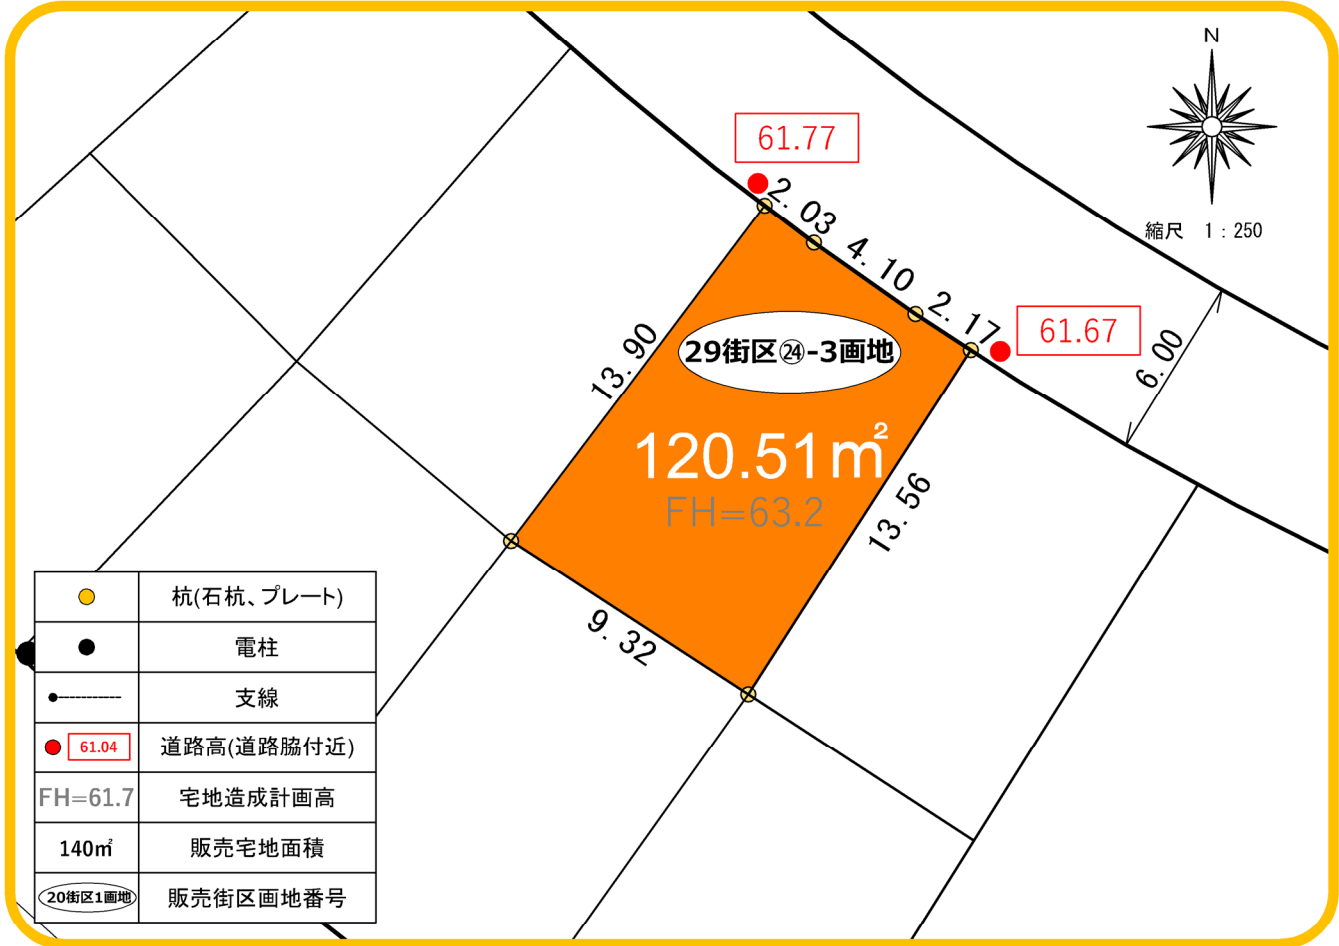 N
縮尺 1:250
61.77
2.03
4.10
2.17
61.67
6.00
29街区㉔-3画地
13.90
120.51㎡
FH=63.2
13.56
9.32
杭(石杭、プレート)
電柱
支線
61.04 道路高(道路脇付近)
FH=61.7 宅地造成計画高
140㎡ 販売宅地面積
20街区1画地 販売街区画地番号